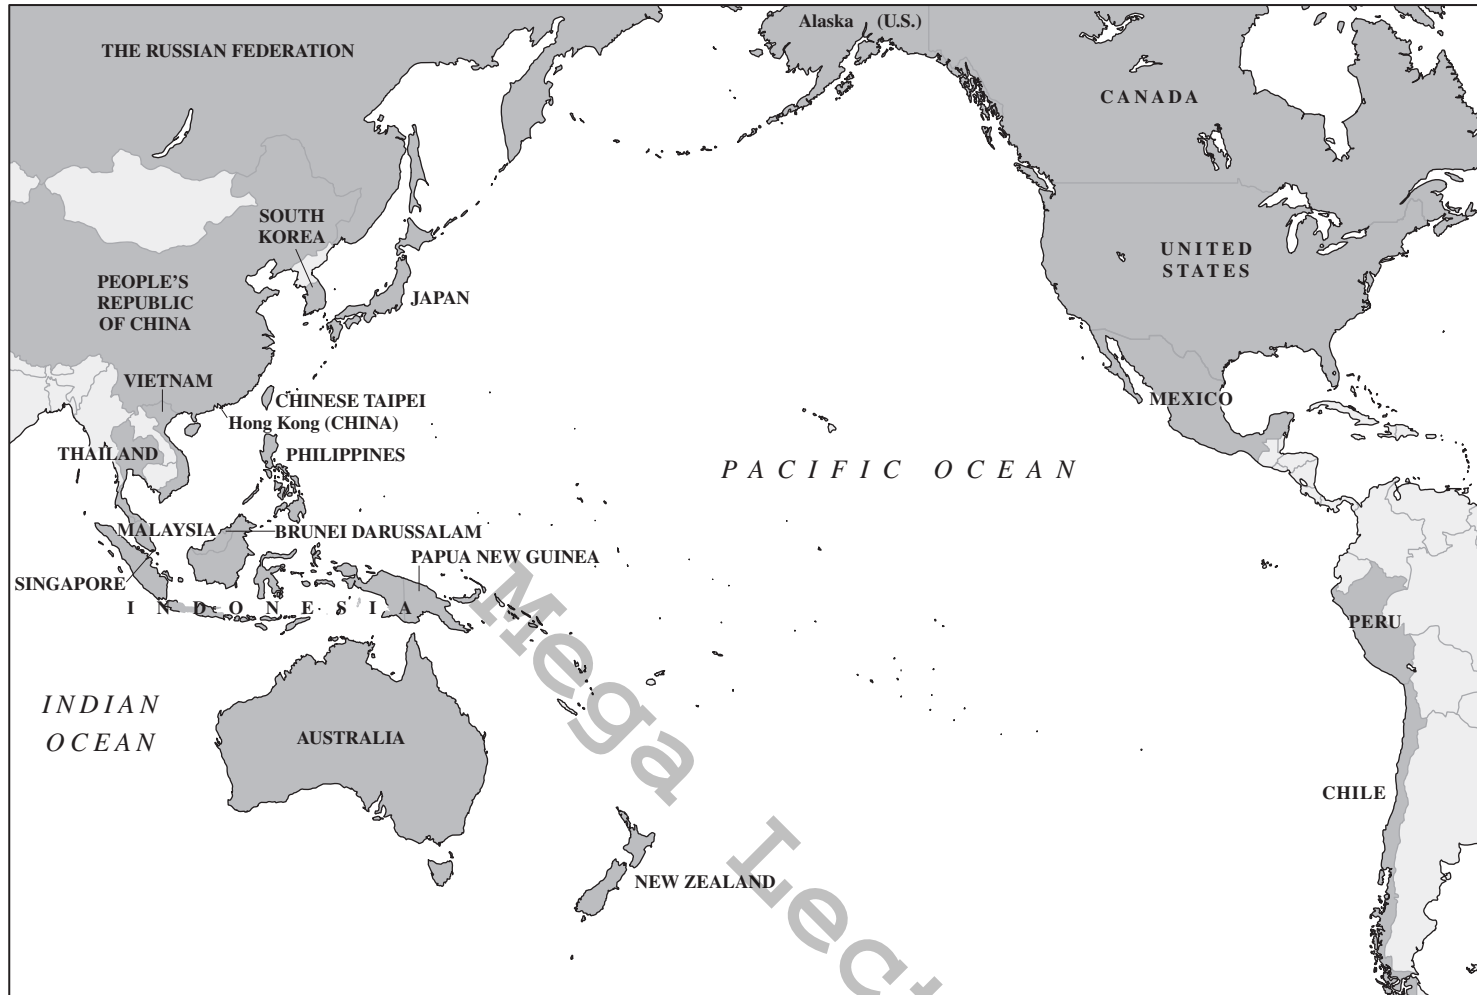 Alaska (U.S.)
THE RUSSIAN FEDERATION
CANADA
SOUTH
KOREA
UNITED
STATES
PEOPLE'S
REPUBLIC
OF CHINA
JAPAN
VIETNAM
CHINESE TAIPEI
MEXICO
Hong Kong (CHINA)
THAILAND
PHILIPPINES
PACIFIC OCEAN
MALAYSIA
BRUNEI DARUSSALAM
PAPUA NEW GUINEA
SINGAPORE
INDONESIA
PERU
INDIAN
OCEAN
AUSTRALIA
CHILE
NEW ZEALAND
Mega Lect